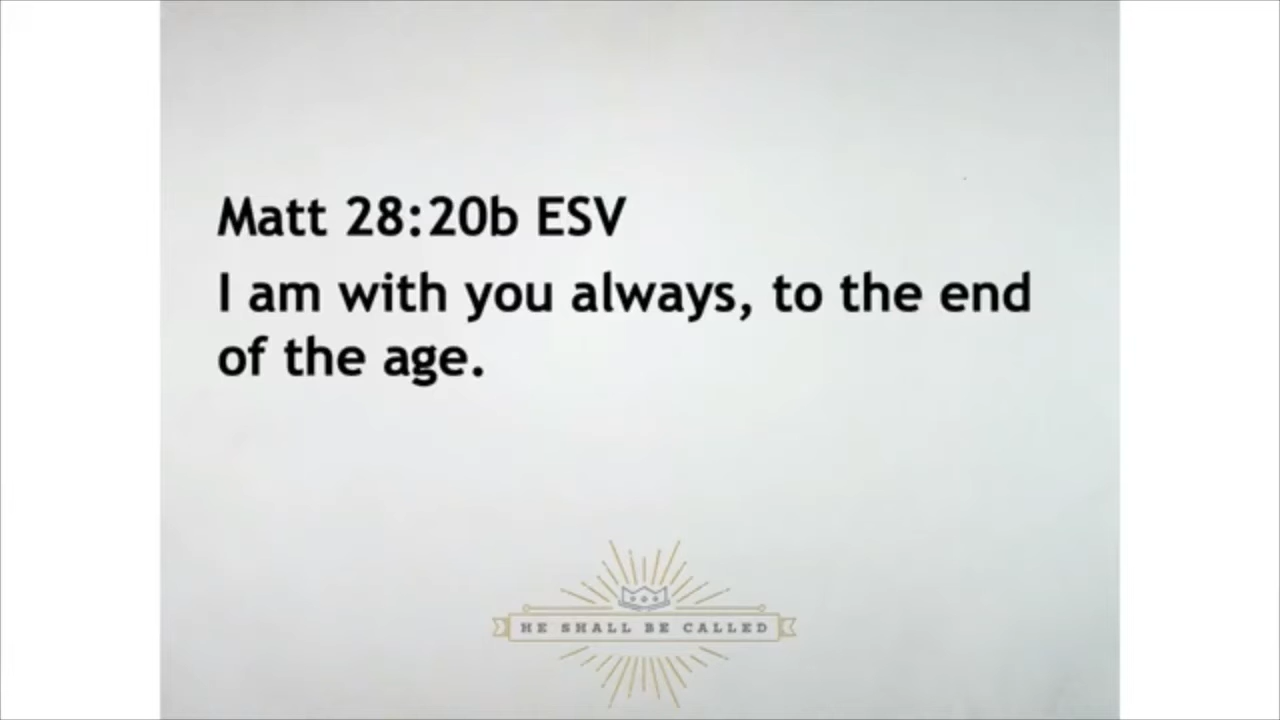 Matt 28:20b ESV
I am with you always, to the end
of the age.
HE SHALL BE CALLED